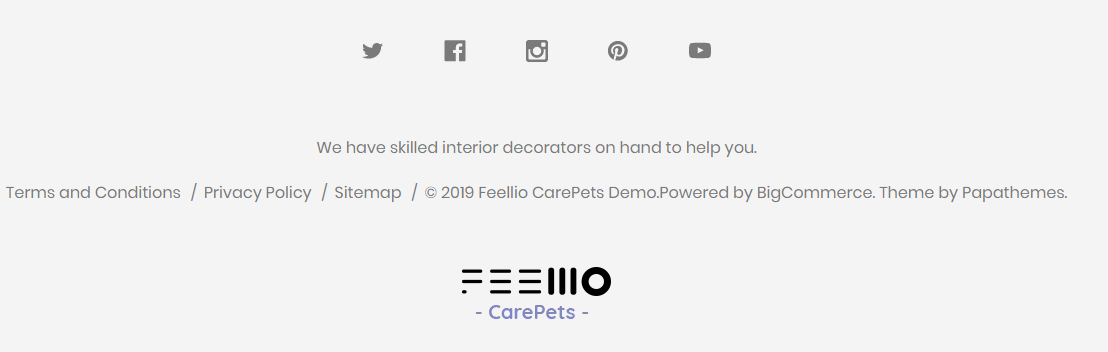 We have skilled interior decorators on hand to help you.
Terms and Conditions / Privacy Policy / Sitemap / © 2019 Feellio CarePets Demo.Powered by BigCommerce. Theme by Papathemes.
FEELLIO
- CarePets -